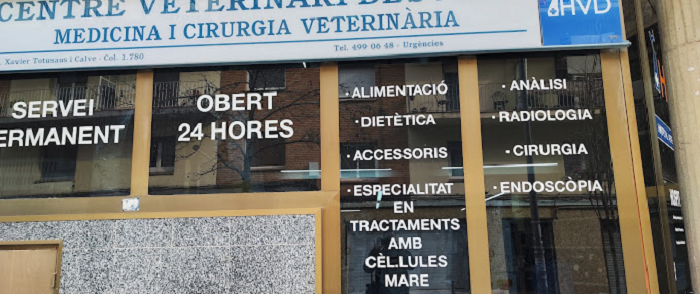 CENTRE VETERINARI
MEDICINA I CIRURGIA VETERINÀRIA
Xavier Totusaus i Calve - Col. 1.780
Tel. 499 06 48 - Urgències
HVD
SERVEI
PERMANENT
OBERT
24 HORES
· ALIMENTACIÓ
· DIETÈTICA
· ACCESSORIS
· ESPECIALITAT
EN
TRACTAMENTS
AMB
CÈL.LULES
MARE
· ANÀLISI
· RADIOLOGIA
· CIRURGIA
· ENDOSCÒPIA